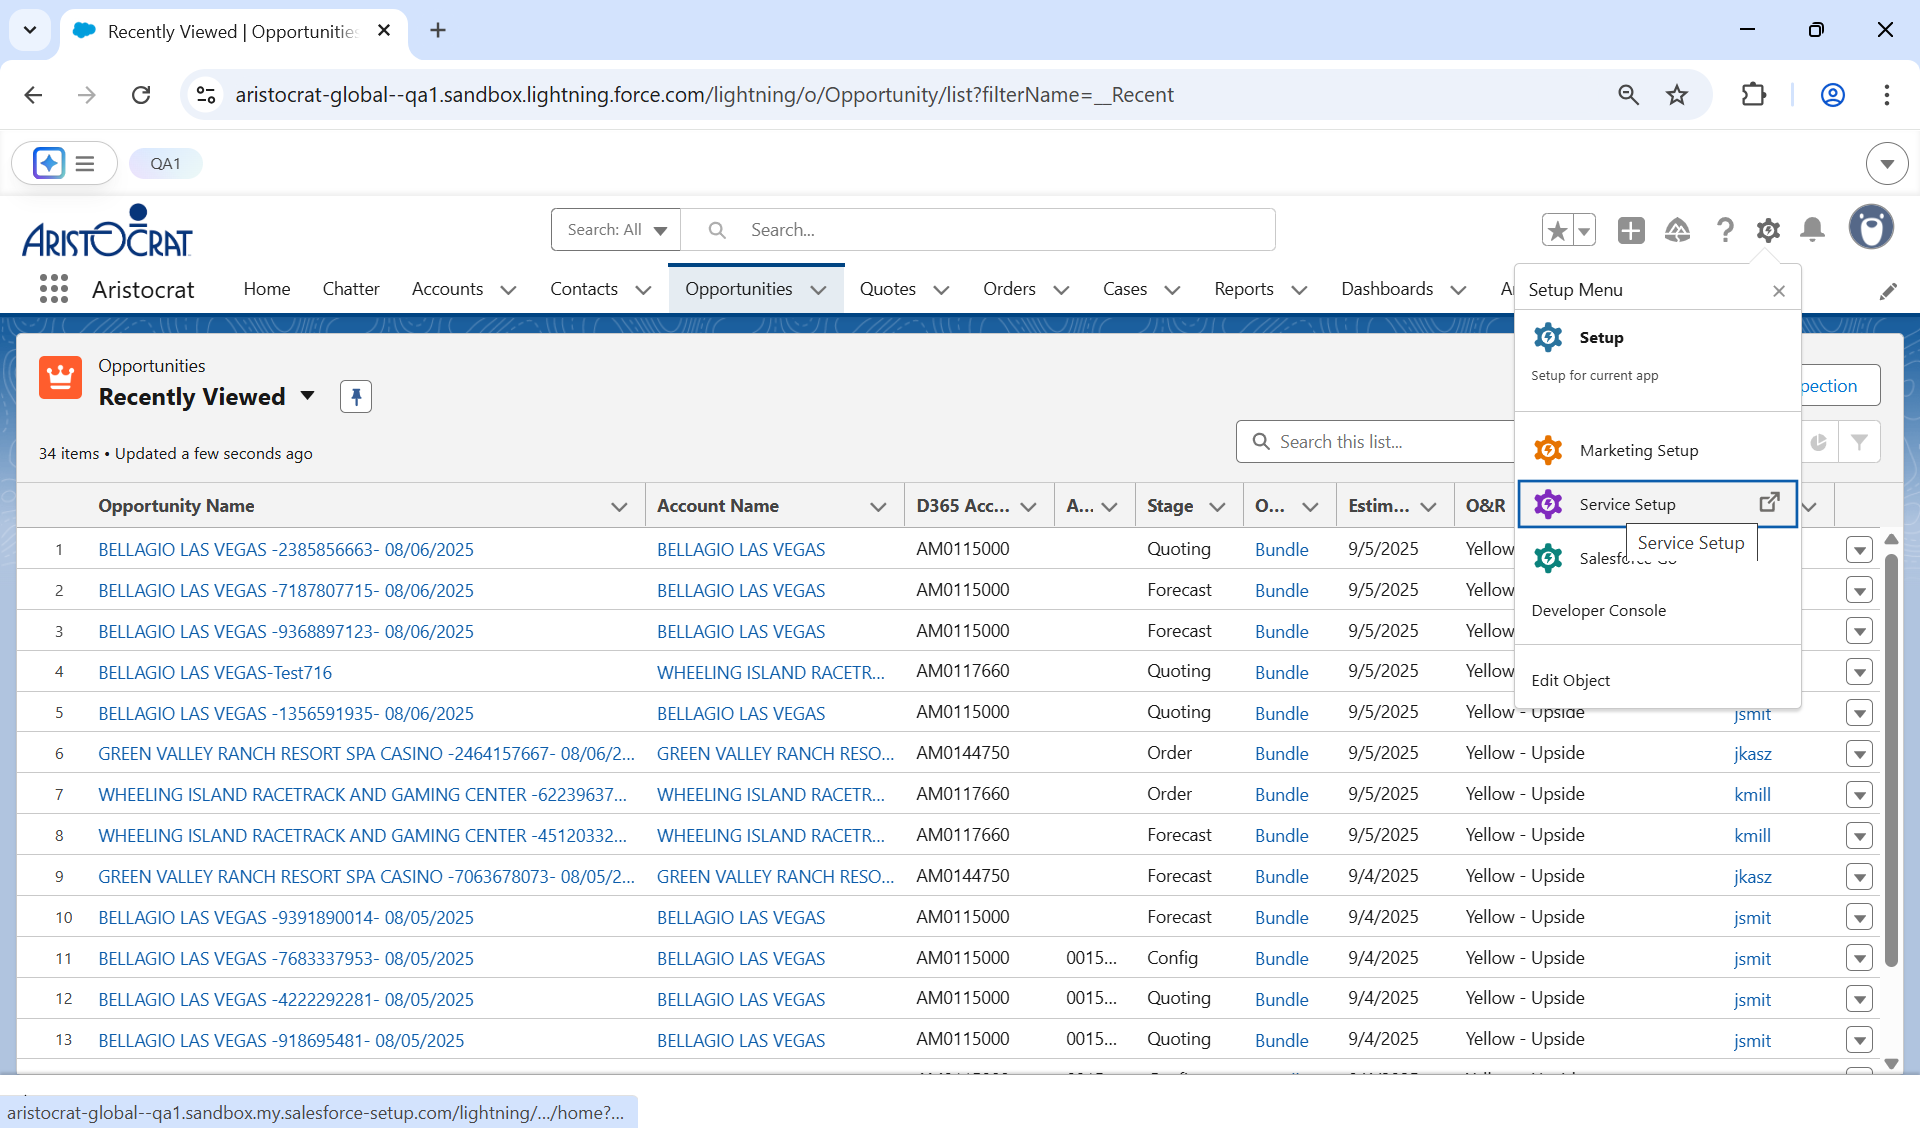 Recently Viewed | Opportunities
aristocrat-global--qa1.sandbox.lightning.force.com/lightning/o/Opportunity/list?filterName=__Recent
QA1
ARISTOCRAT
Search: All
Search...
Aristocrat
Home
Chatter
Accounts
Contacts
Opportunities
Quotes
Orders
Cases
Reports
Dashboards
Setup Menu
Setup
Setup for current app
Marketing Setup
Service Setup
Service Setup
Salesforce Go
Developer Console
Edit Object
Opportunities
Recently Viewed
pection
34 items • Updated a few seconds ago
Search this list...
Opportunity Name Account Name D365 Acc... A... Stage O... Estim... O&R
1 BELLAGIO LAS VEGAS -2385856663- 08/06/2025 BELLAGIO LAS VEGAS AM0115000 Quoting Bundle 9/5/2025 Yellow
2 BELLAGIO LAS VEGAS -7187807715- 08/06/2025 BELLAGIO LAS VEGAS AM0115000 Forecast Bundle 9/5/2025 Yellow
3 BELLAGIO LAS VEGAS -9368897123- 08/06/2025 BELLAGIO LAS VEGAS AM0115000 Forecast Bundle 9/5/2025 Yellow
4 BELLAGIO LAS VEGAS-Test716 WHEELING ISLAND RACETR... AM0117660 Quoting Bundle 9/5/2025 Yellow
5 BELLAGIO LAS VEGAS -1356591935- 08/06/2025 BELLAGIO LAS VEGAS AM0115000 Quoting Bundle 9/5/2025 Yellow - Upside jsmit
6 GREEN VALLEY RANCH RESORT SPA CASINO -2464157667- 08/06/2... GREEN VALLEY RANCH RESO... AM0144750 Order Bundle 9/5/2025 Yellow - Upside jkasz
7 WHEELING ISLAND RACETRACK AND GAMING CENTER -62239637... WHEELING ISLAND RACETR... AM0117660 Order Bundle 9/5/2025 Yellow - Upside kmill
8 WHEELING ISLAND RACETRACK AND GAMING CENTER -45120332... WHEELING ISLAND RACETR... AM0117660 Forecast Bundle 9/5/2025 Yellow - Upside kmill
9 GREEN VALLEY RANCH RESORT SPA CASINO -7063678073- 08/05/2... GREEN VALLEY RANCH RESO... AM0144750 Forecast Bundle 9/4/2025 Yellow - Upside jkasz
10 BELLAGIO LAS VEGAS -9391890014- 08/05/2025 BELLAGIO LAS VEGAS AM0115000 Forecast Bundle 9/4/2025 Yellow - Upside jsmit
11 BELLAGIO LAS VEGAS -7683337953- 08/05/2025 BELLAGIO LAS VEGAS AM0115000 0015... Config Bundle 9/4/2025 Yellow - Upside jsmit
12 BELLAGIO LAS VEGAS -4222292281- 08/05/2025 BELLAGIO LAS VEGAS AM0115000 0015... Quoting Bundle 9/4/2025 Yellow - Upside jsmit
13 BELLAGIO LAS VEGAS -918695481- 08/05/2025 BELLAGIO LAS VEGAS AM0115000 0015... Quoting Bundle 9/4/2025 Yellow - Upside jsmit
aristocrat-global--qa1.sandbox.my.salesforce-setup.com/lightning/.../home?...